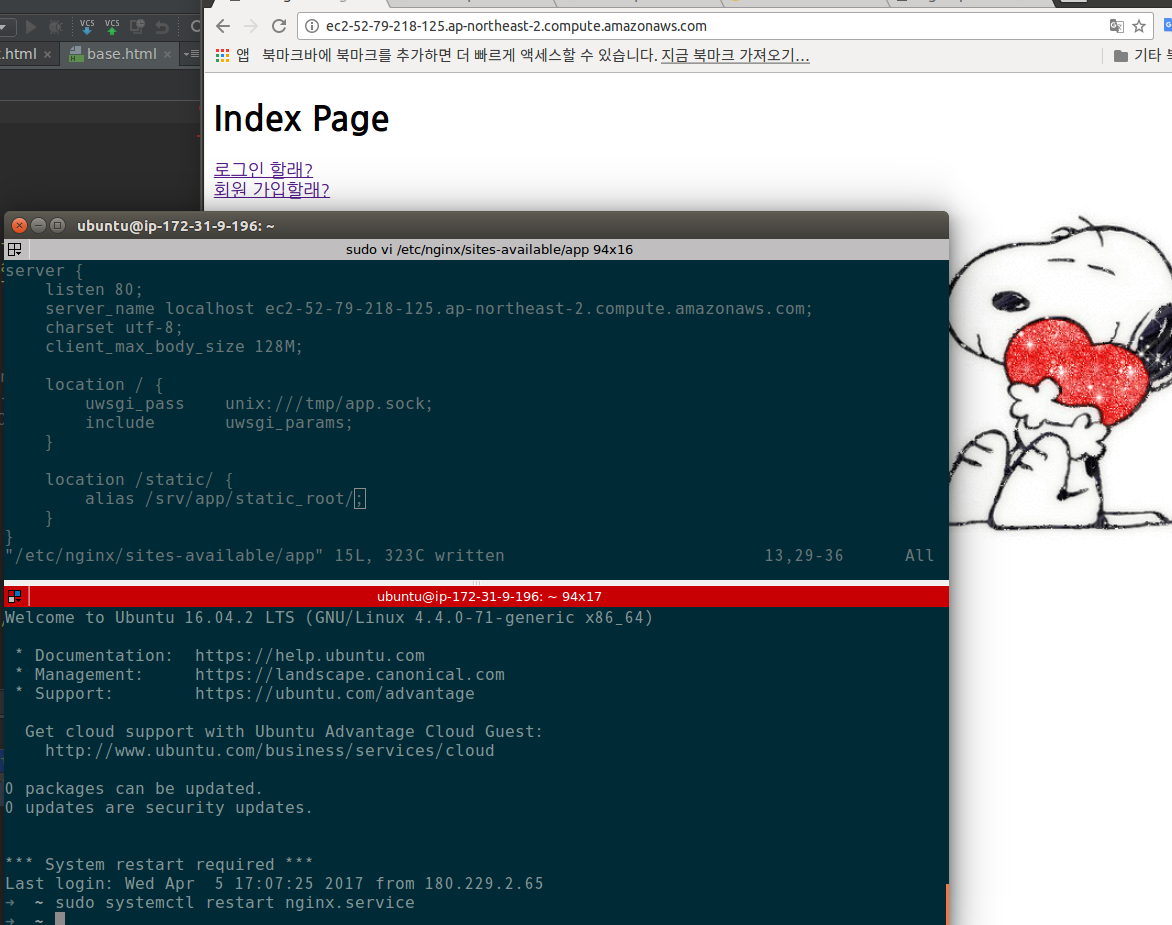 ec2-52-79-218-125.ap-northeast-2.compute.amazonaws.com
VCS VCS
.html × base.html ×
앱 북마크바에 북마크를 추가하면 더 빠르게 액세스할 수 있습니다. 지금 북마크 가져오기... 기타
Index Page
로그인 할래?
회원 가입할래?
ubuntu@ip-172-31-9-196: ~
sudo vi /etc/nginx/sites-available/app 94x16
server {
listen 80;
server_name localhost ec2-52-79-218-125.ap-northeast-2.compute.amazonaws.com;
charset utf-8;
client_max_body_size 128M;
location / {
uwsgi_pass unix:///tmp/app.sock;
include uwsgi_params;
}
location /static/ {
alias /srv/app/static_root/;
}
}
"/etc/nginx/sites-available/app" 15L, 323C written 13,29-36 All
ubuntu@ip-172-31-9-196: ~ 94x17
Welcome to Ubuntu 16.04.2 LTS (GNU/Linux 4.4.0-71-generic x86_64)
* Documentation: https://help.ubuntu.com
* Management: https://landscape.canonical.com
* Support: https://ubuntu.com/advantage
Get cloud support with Ubuntu Advantage Cloud Guest:
http://www.ubuntu.com/business/services/cloud
0 packages can be updated.
0 updates are security updates.
*** System restart required ***
Last login: Wed Apr 5 17:07:25 2017 from 180.229.2.65
→ ~ sudo systemctl restart nginx.service
→ ~